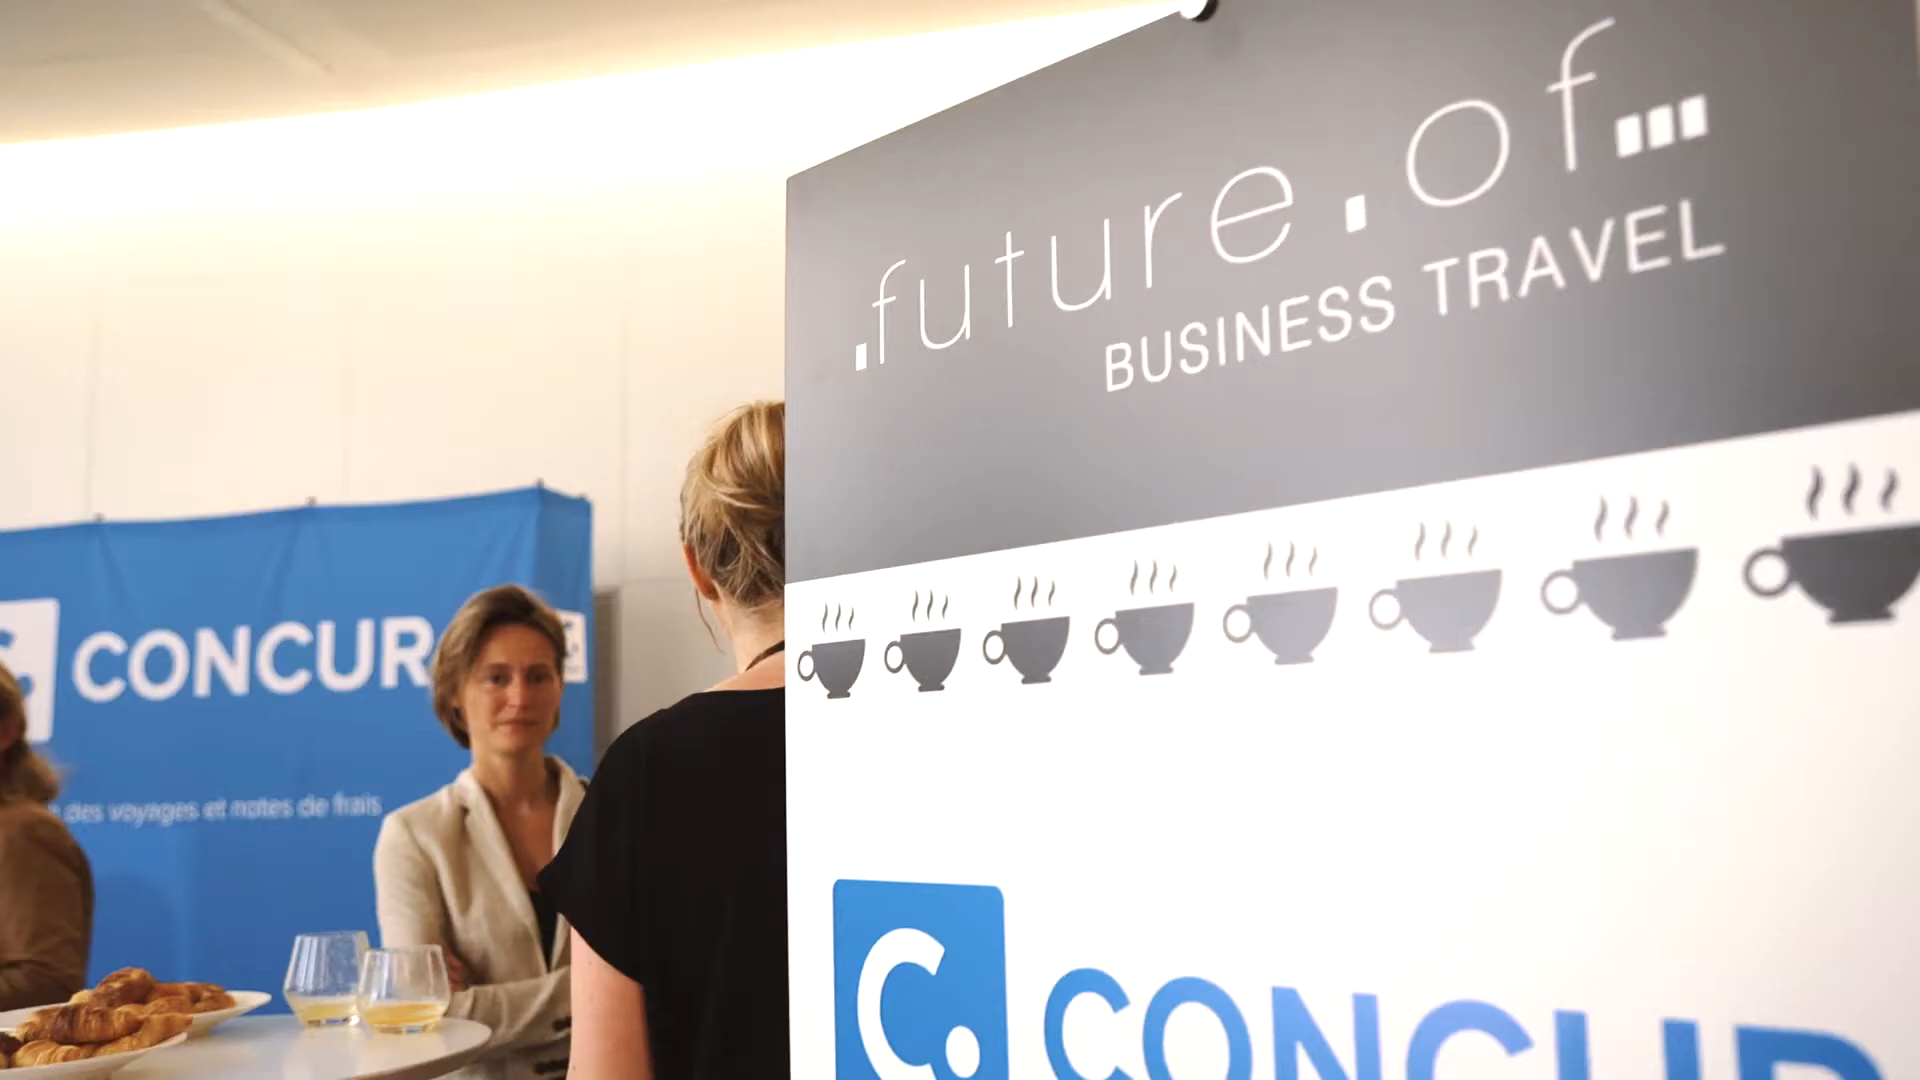 .future.of...
BUSINESS TRAVEL
C.
CONCUR
C. CONCUR
des voyages et notes de frais